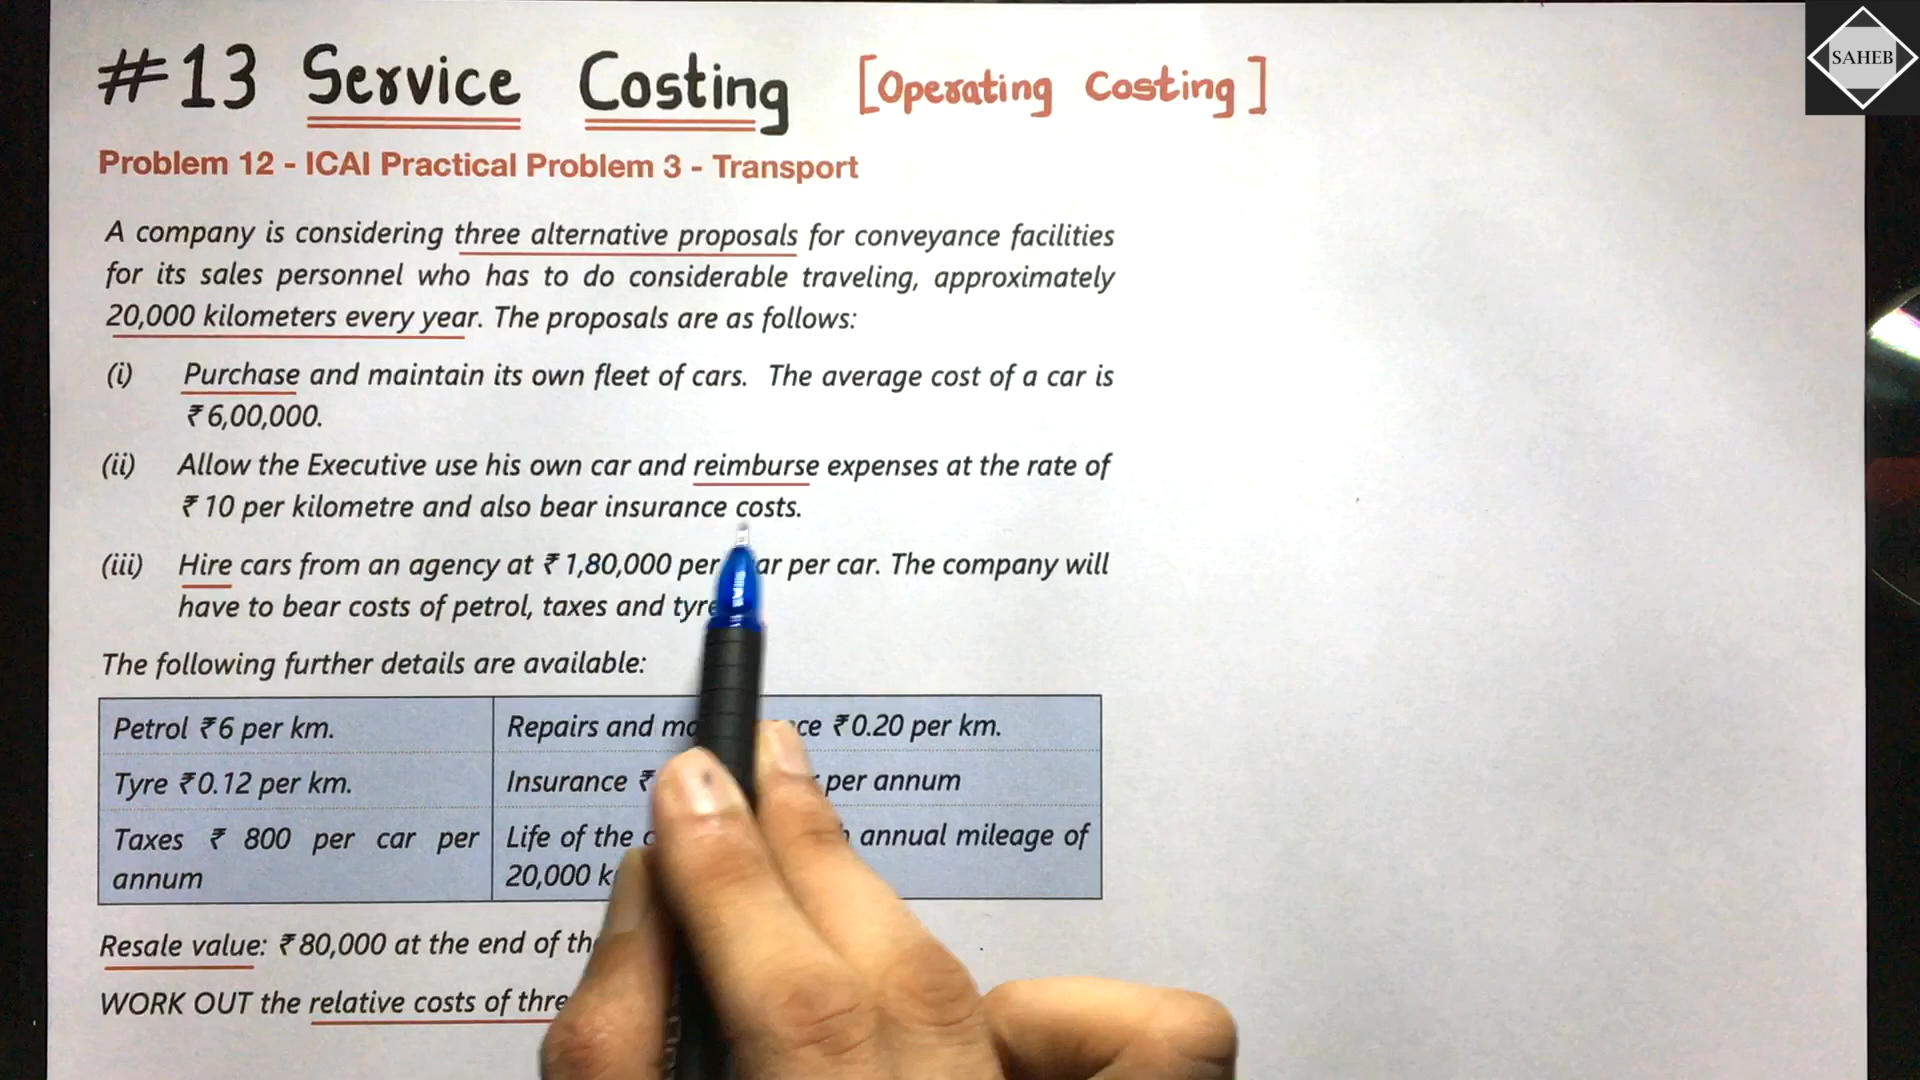 #13 Service Costing [Operating Costing]
SAHEB
Problem 12 - ICAI Practical Problem 3 - Transport
A company is considering three alternative proposals for conveyance facilities
for its sales personnel who has to do considerable traveling, approximately
20,000 kilometers every year. The proposals are as follows:
(i) Purchase and maintain its own fleet of cars. The average cost of a car is
₹6,00,000.
(ii) Allow the Executive use his own car and reimburse expenses at the rate of
₹ 10 per kilometre and also bear insurance costs.
(iii) Hire cars from an agency at ₹ 1,80,000 per per car. The company will
have to bear costs of petrol, taxes and
The following further details are available:
Petrol ₹6 per km. Repairs and ₹0.20 per km.
Tyre ₹0.12 per km. Insurance ₹ per annum
Taxes ₹ 800 per car per Life of the annual mileage of
annum 20,000
Resale value: ₹80,000 at the end of
WORK OUT the relative costs of